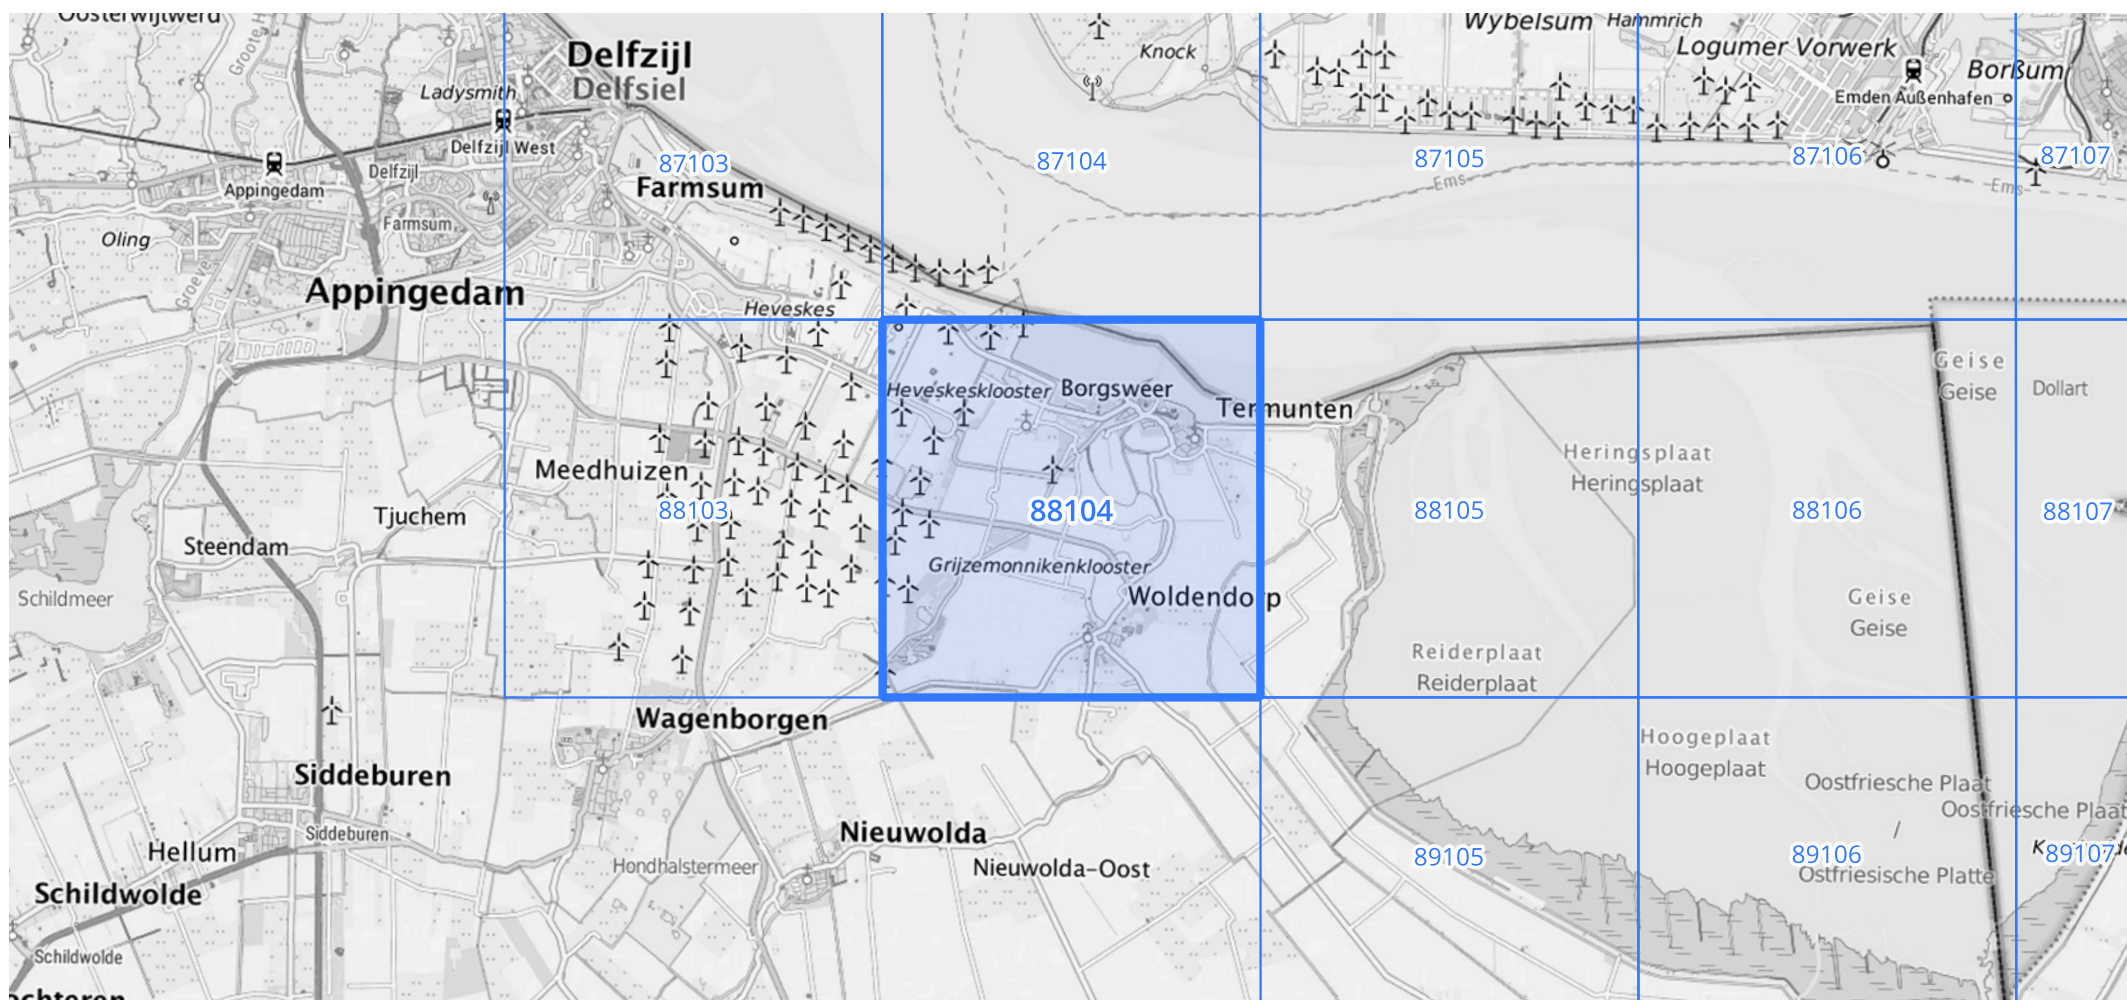 Oosterwijtwerd
Groote H
Delfzijl
Delfsiel
Ladysmith
Delfzijl West
Appingedam
Delfzijl
Farmsum
Oling
Groeve
Appingedam
87103
Farmsum
Heveskes
Knock
87104
Wybelsum
Hammrich
Logumer Vorwerk
Borßum
Emden Außenhafen
87105
87106
87107
Ems
Ems
Meedhuizen
88103
Tjuchem
Steendam
Schildmeer
Heveskesklooster
Borgsweer
Termunten
88104
Grijzemonnikenklooster
Woldendorp
88105
Heringsplaat
Heringsplaat
Reiderplaat
Reiderplaat
88106
Geise
Geise
Geise
Geise
Dollart
88107
Wagenborgen
Siddeburen
Siddeburen
Hellum
Schildwolde
Schildwolde
Hondhalstermeer
Nieuwolda
Nieuwolda-Oost
89105
Hoogeplaat
Hoogeplaat
Oostfriesche Plaat
Oostfriesche Plaat
/
89106
Ostfriesische Platte
89107